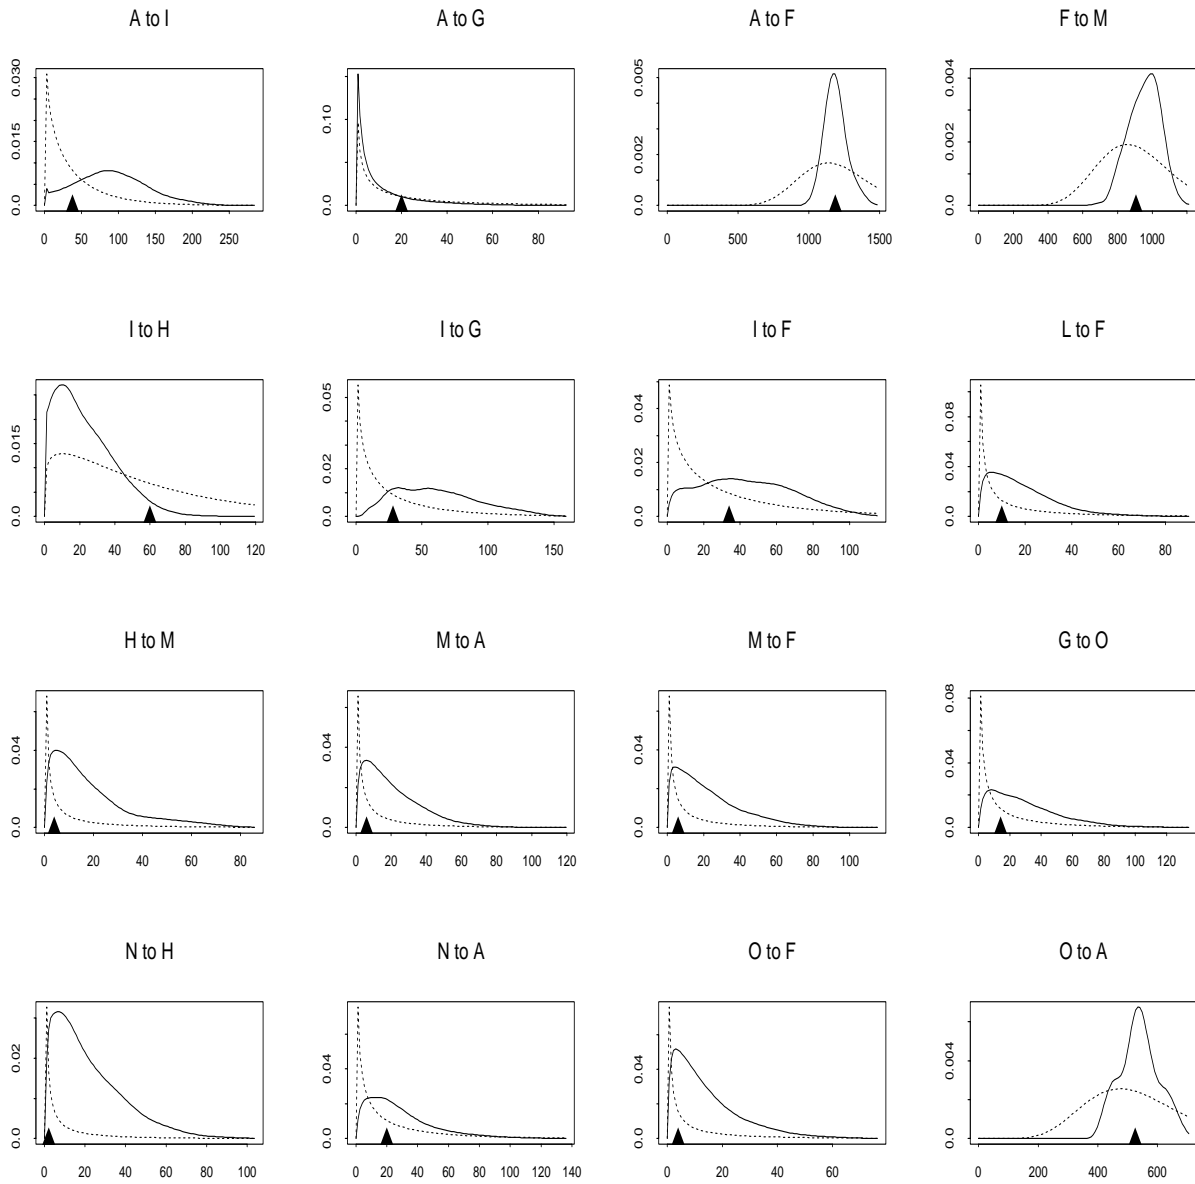 A to I
A to G
A to F
F to M
0.0 0.015 0.030
0 50 100 150 200 250
0.0 0.10
0 20 40 60 80
0.0 0.002 0.005
0 500 1000 1500
0.0 0.002 0.004
0 200 400 600 800 1000
I to H
I to G
I to F
L to F
0.0 0.015
0 20 40 60 80 100 120
0.0 0.02 0.05
0 50 100 150
0.0 0.02 0.04
0 20 40 60 80 100
0.0 0.04 0.08
0 20 40 60 80
H to M
M to A
M to F
G to O
0.0 0.04
0 20 40 60 80
0.0 0.04
0 20 40 60 80 100 120
0.0 0.04
0 20 40 60 80 100
0.0 0.04 0.08
0 20 40 60 80 100 120
N to H
N to A
O to F
O to A
0.0 0.02
0 20 40 60 80 100
0.0 0.04
0 20 40 60 80 100 120 140
0.0 0.04
0 20 40 60
0.0 0.004
0 200 400 600